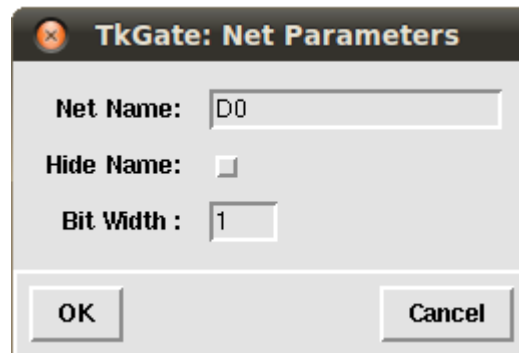 TkGate: Net Parameters
Net Name: D0
Hide Name:
Bit Width : 1
OK Cancel